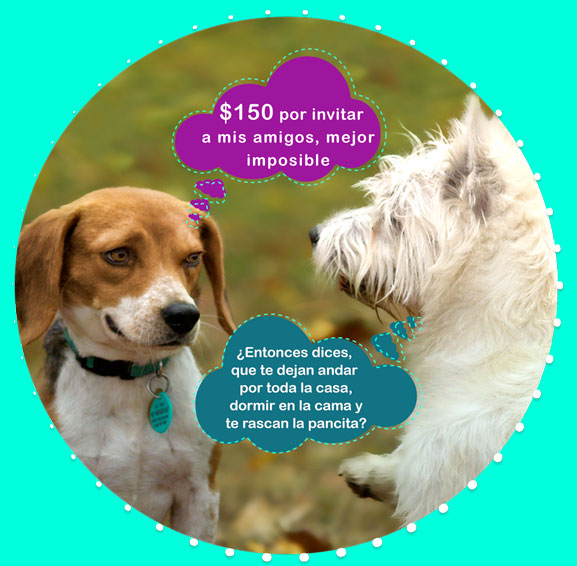 $150 por invitar
a mis amigos, mejor
imposible
¿Entonces dices,
que te dejan andar
por toda la casa,
dormir en la cama y
te rascan la pancita?